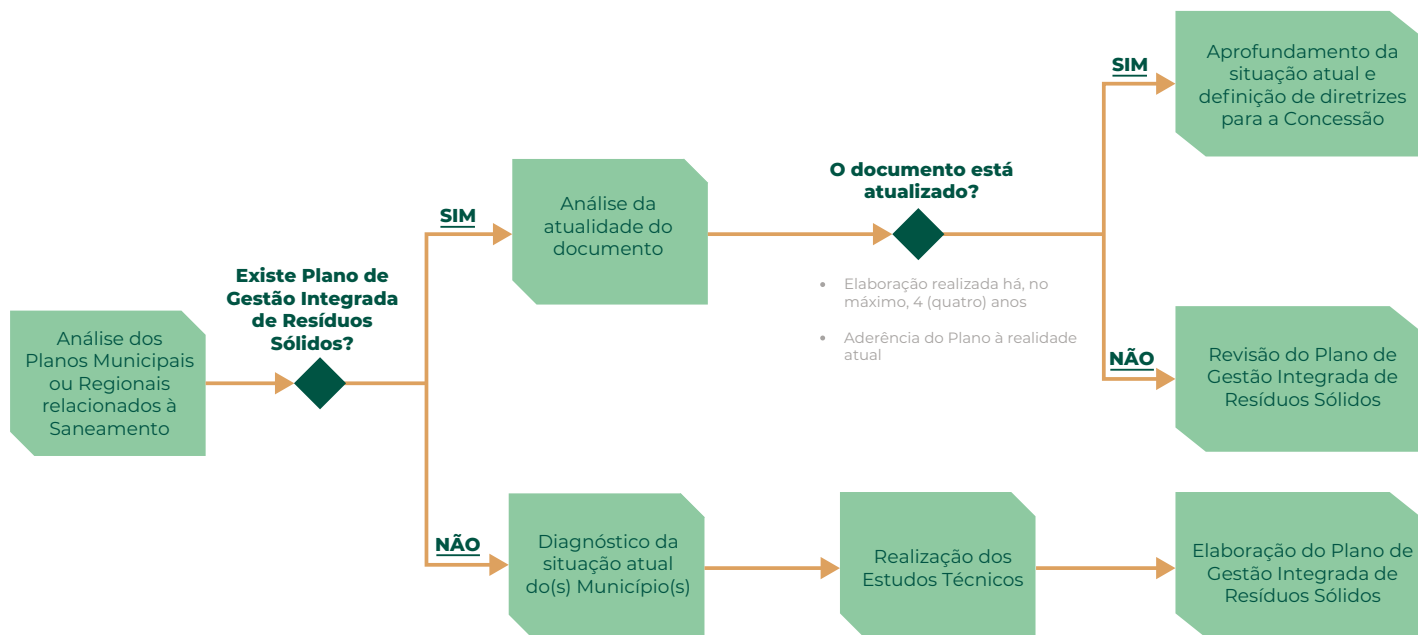 Análise dos
Planos Municipais
ou Regionais
relacionados à
Saneamento
Existe Plano de
Gestão Integrada
de Resíduos
Sólidos?
SIM
Análise da
atualidade do
documento
O documento está
atualizado?
• Elaboração realizada há, no
máximo, 4 (quatro) anos
• Aderência do Plano à realidade
atual
SIM
Aprofundamento da
situação atual e
definição de diretrizes
para a Concessão
NÃO
Revisão do Plano de
Gestão Integrada de
Resíduos Sólidos
NÃO
Diagnóstico da
situação atual
do(s) Município(s)
Realização dos
Estudos Técnicos
Elaboração do Plano de
Gestão Integrada de
Resíduos Sólidos